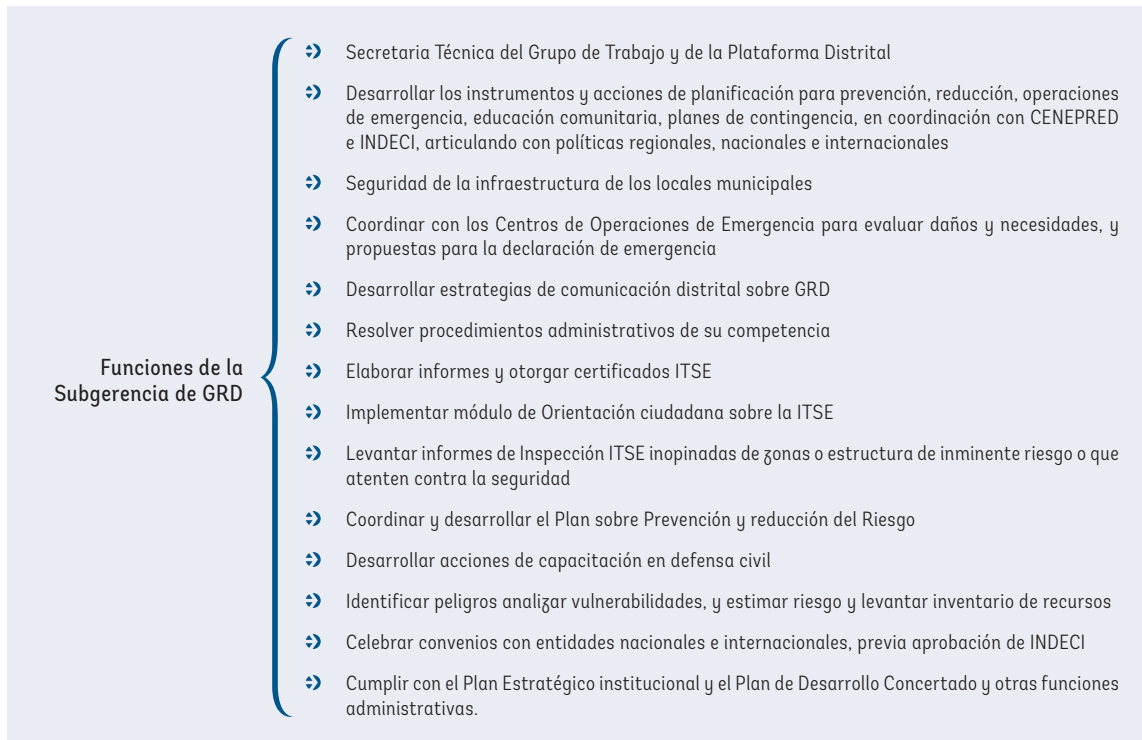 Secretaria Técnica del Grupo de Trabajo y de la Plataforma Distrital
Desarrollar los instrumentos y acciones de planificación para prevención, reducción, operaciones
de emergencia, educación comunitaria, planes de contingencia, en coordinación con CENEPRED
e INDECI, articulando con políticas regionales, nacionales e internacionales
Seguridad de la infraestructura de los locales municipales
Coordinar con los Centros de Operaciones de Emergencia para evaluar daños y necesidades, y
propuestas para la declaración de emergencia
Desarrollar estrategias de comunicación distrital sobre GRD
Resolver procedimientos administrativos de su competencia
Funciones de la
Subgerencia de GRD
Elaborar informes y otorgar certificados ITSE
Implementar módulo de Orientación ciudadana sobre la ITSE
Levantar informes de Inspección ITSE inopinadas de zonas o estructura de inminente riesgo o que
atenten contra la seguridad
Coordinar y desarrollar el Plan sobre Prevención y reducción del Riesgo
Desarrollar acciones de capacitación en defensa civil
Identificar peligros analizar vulnerabilidades, y estimar riesgo y levantar inventario de recursos
Celebrar convenios con entidades nacionales e internacionales, previa aprobación de INDECI
Cumplir con el Plan Estratégico institucional y el Plan de Desarrollo Concertado y otras funciones
administrativas.